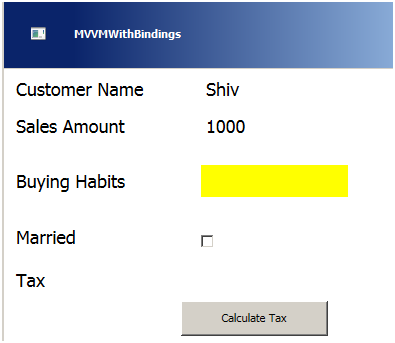 MVVMWithBindings
Customer Name Shiv
Sales Amount 1000
Buying Habits
Married
Tax
Calculate Tax